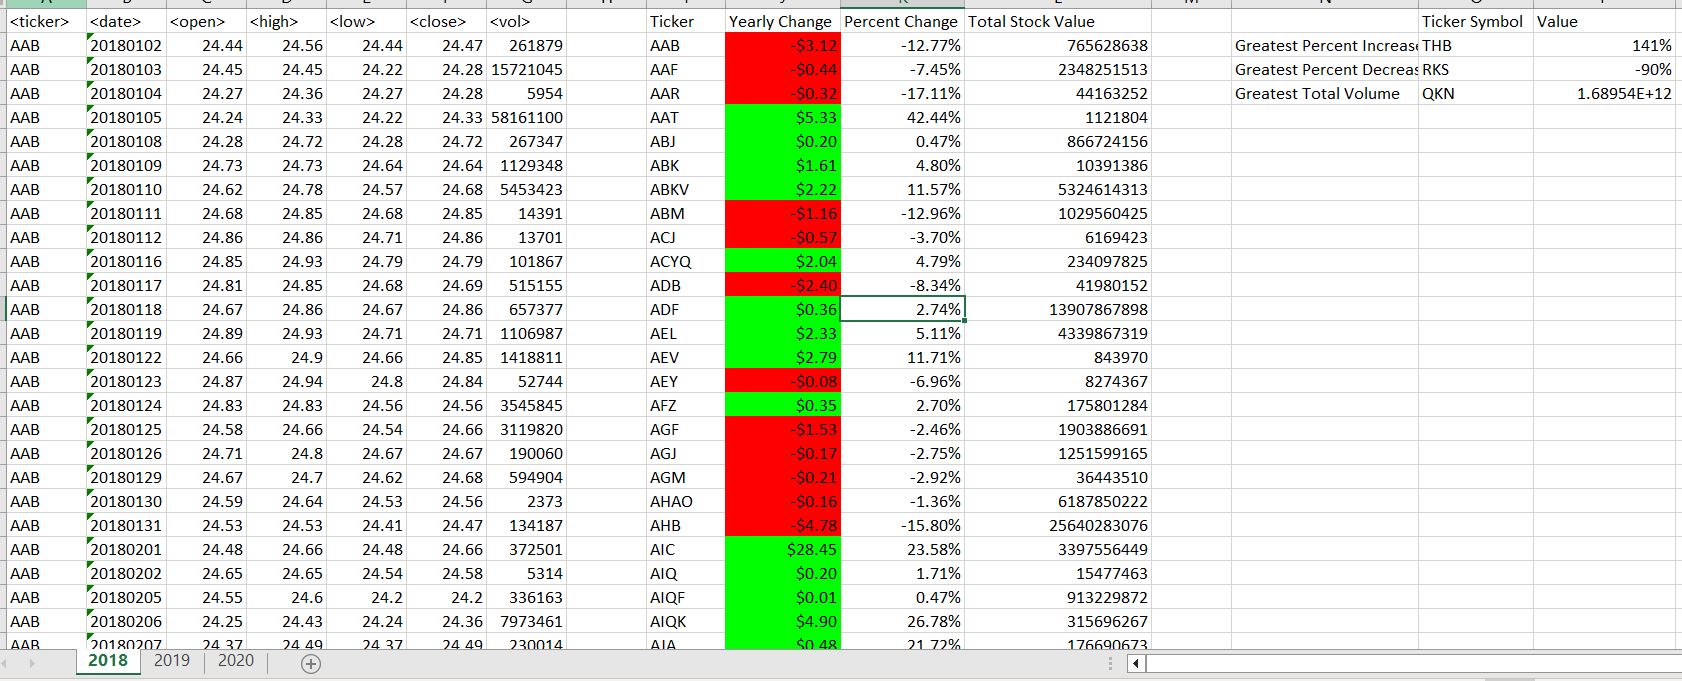 <ticker> <date> <open> <high> <low> <close> <vol> Ticker Yearly Change Percent Change Total Stock Value Ticker Symbol Value
AAB 20180102 24.44 24.56 24.44 24.47 261879 AAB -$3.12 -12.77% 765628638 Greatest Percent Increase THB 141%
AAB 20180103 24.45 24.45 24.22 24.28 15721045 AAF -$0.44 -7.45% 2348251513 Greatest Percent Decreas RKS -90%
AAB 20180104 24.27 24.36 24.27 24.28 5954 AAR -$0.32 -17.11% 44163252 Greatest Total Volume QKN 1.68954E+12
AAB 20180105 24.24 24.33 24.22 24.33 58161100 AAT $5.33 42.44% 1121804
AAB 20180108 24.28 24.72 24.28 24.72 267347 ABJ $0.20 0.47% 866724156
AAB 20180109 24.73 24.73 24.64 24.64 1129348 ABK $1.61 4.80% 10391386
AAB 20180110 24.62 24.78 24.57 24.68 5453423 ABKV $2.22 11.57% 5324614313
AAB 20180111 24.68 24.85 24.68 24.85 14391 ABM -$1.16 -12.96% 1029560425
AAB 20180112 24.86 24.86 24.71 24.86 13701 ACJ -$0.57 -3.70% 6169423
AAB 20180116 24.85 24.93 24.79 24.79 101867 ACYQ $2.04 4.79% 234097825
AAB 20180117 24.81 24.85 24.68 24.69 515155 ADB -$2.40 -8.34% 41980152
AAB 20180118 24.67 24.86 24.67 24.86 657377 ADF $0.36 2.74% 13907867898
AAB 20180119 24.89 24.93 24.71 24.71 1106987 AEL $2.33 5.11% 4339867319
AAB 20180122 24.66 24.9 24.66 24.85 1418811 AEV $2.79 11.71% 843970
AAB 20180123 24.87 24.94 24.8 24.84 52744 AEY -$0.08 -6.96% 8274367
AAB 20180124 24.83 24.83 24.56 24.56 3545845 AFZ $0.35 2.70% 175801284
AAB 20180125 24.58 24.66 24.54 24.66 3119820 AGF -$1.53 -2.46% 1903886691
AAB 20180126 24.71 24.8 24.67 24.67 190060 AGJ -$0.17 -2.75% 1251599165
AAB 20180129 24.67 24.7 24.62 24.68 594904 AGM -$0.21 -2.92% 36443510
AAB 20180130 24.59 24.64 24.53 24.56 2373 AHAO -$0.16 -1.36% 6187850222
AAB 20180131 24.53 24.53 24.41 24.47 134187 AHB -$4.78 -15.80% 25640283076
AAB 20180201 24.48 24.66 24.48 24.66 372501 AIC $28.45 23.58% 3397556449
AAB 20180202 24.65 24.65 24.54 24.58 5314 AIQ $0.20 1.71% 15477463
AAB 20180205 24.55 24.6 24.2 24.2 336163 AIQF $0.01 0.47% 913229872
AAB 20180206 24.25 24.43 24.24 24.36 7973461 AIQK $4.90 26.78% 315696267
AAB 20180207 24.37 24.49 24.37 24.49 230014 AJA $0.48 21.72% 176690673
2018 2019 2020